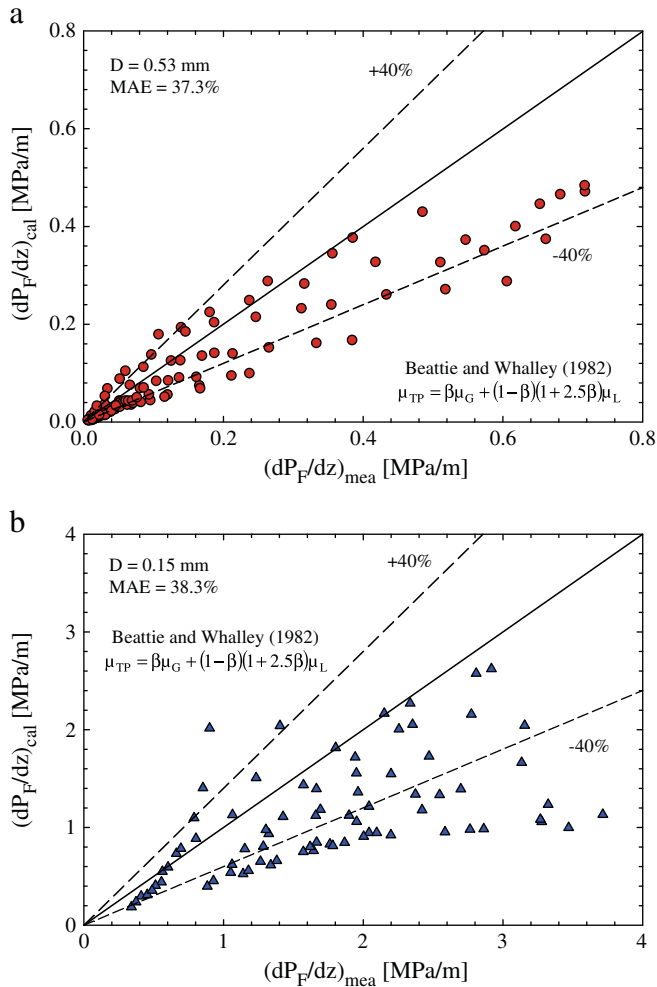 a
0.8
0.6
0.4
0.2
0.0
(dP_F/dz)_cal [MPa/m]
D = 0.53 mm
MAE = 37.3%
+40%
-40%
Beattie and Whalley (1982)
μ_TP = βμ_G + (1−β)(1+2.5β)μ_L
0.0 0.2 0.4 0.6 0.8
(dP_F/dz)_mea [MPa/m]
b
4
3
2
1
0
(dP_F/dz)_cal [MPa/m]
D = 0.15 mm
MAE = 38.3%
+40%
Beattie and Whalley (1982)
μ_TP = βμ_G + (1−β)(1+2.5β)μ_L
-40%
0 1 2 3 4
(dP_F/dz)_mea [MPa/m]